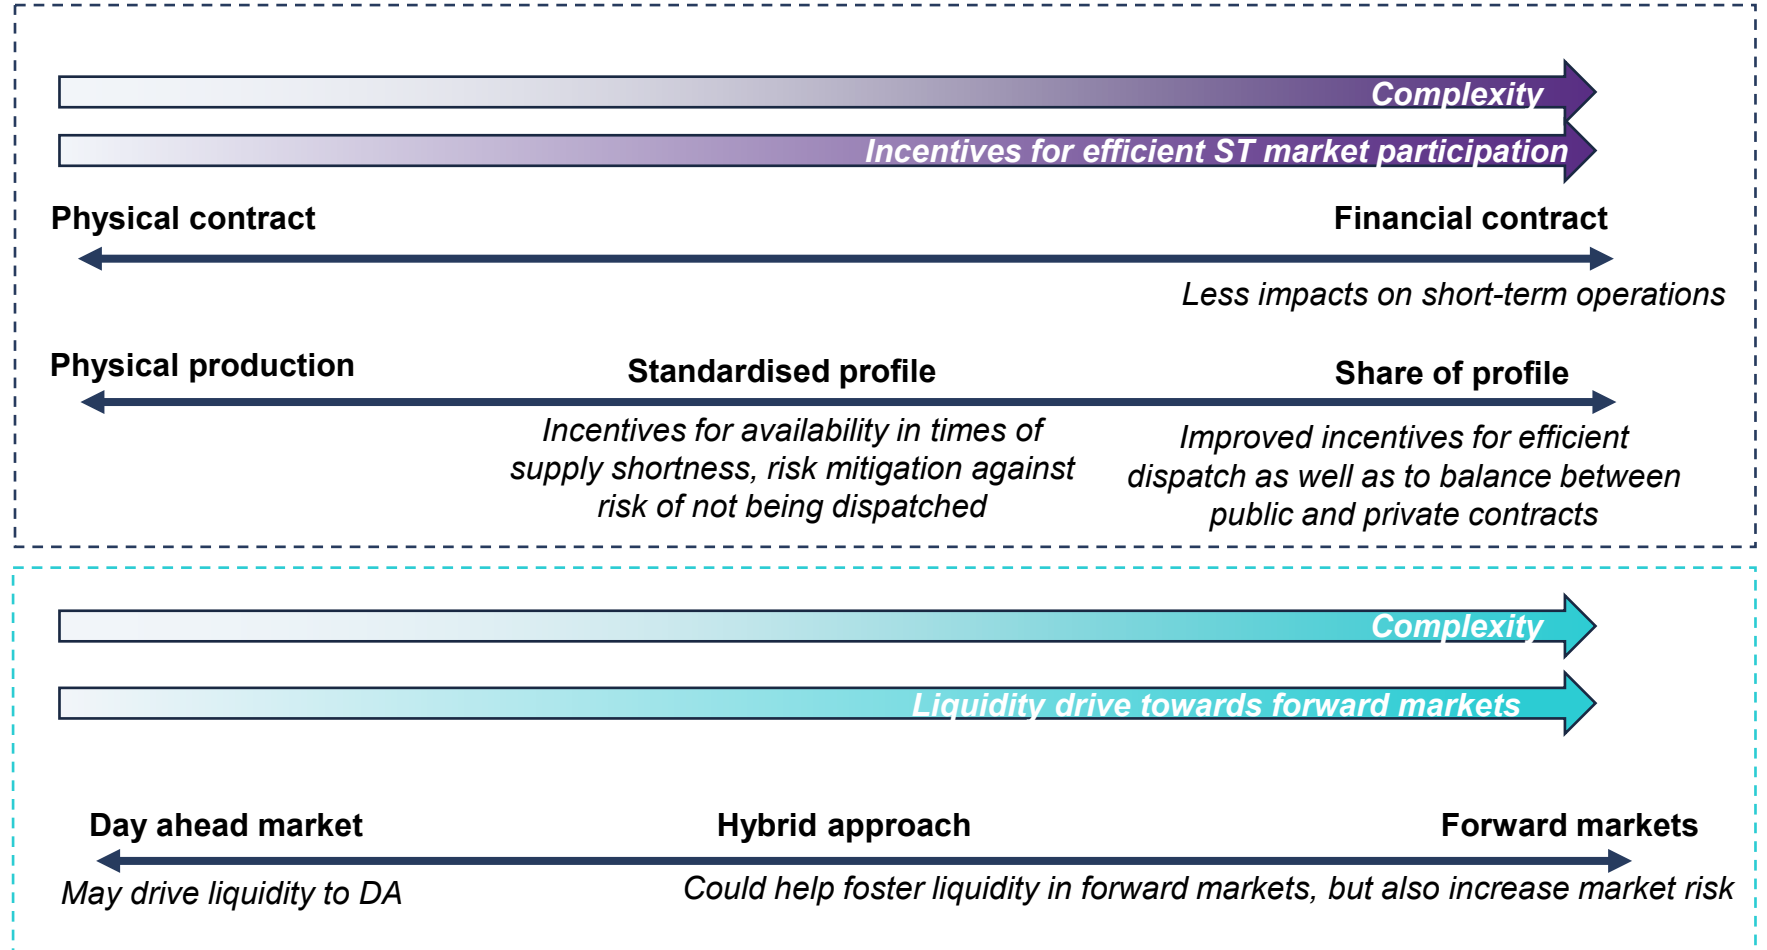 Complexity
Incentives for efficient ST market participation
Physical contract
Financial contract
Less impacts on short-term operations
Physical production
Standardised profile
Share of profile
Incentives for availability in times of
supply shortness, risk mitigation against
risk of not being dispatched
Improved incentives for efficient
dispatch as well as to balance between
public and private contracts
Complexity
Liquidity drive towards forward markets
Day ahead market
Hybrid approach
Forward markets
May drive liquidity to DA
Could help foster liquidity in forward markets, but also increase market risk